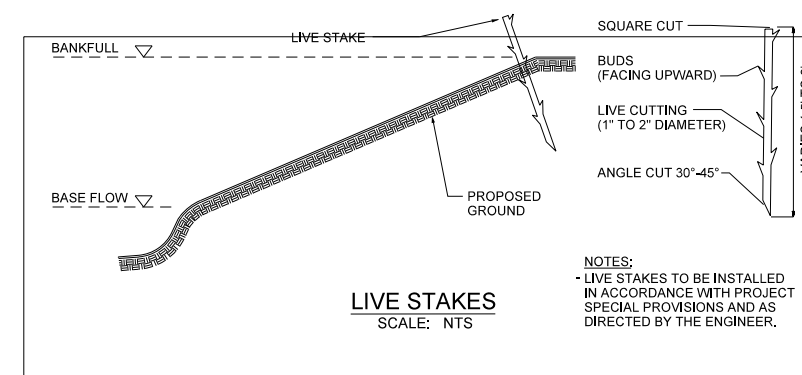 LIVE STAKE
BANKFULL
BASE FLOW
PROPOSED
GROUND
LIVE STAKES
SCALE: NTS
SQUARE CUT
BUDS
(FACING UPWARD)
LIVE CUTTING
(1" TO 2" DIAMETER)
ANGLE CUT 30°-45°
NOTES:
- LIVE STAKES TO BE INSTALLED
IN ACCORDANCE WITH PROJECT
SPECIAL PROVISIONS AND AS
DIRECTED BY THE ENGINEER.